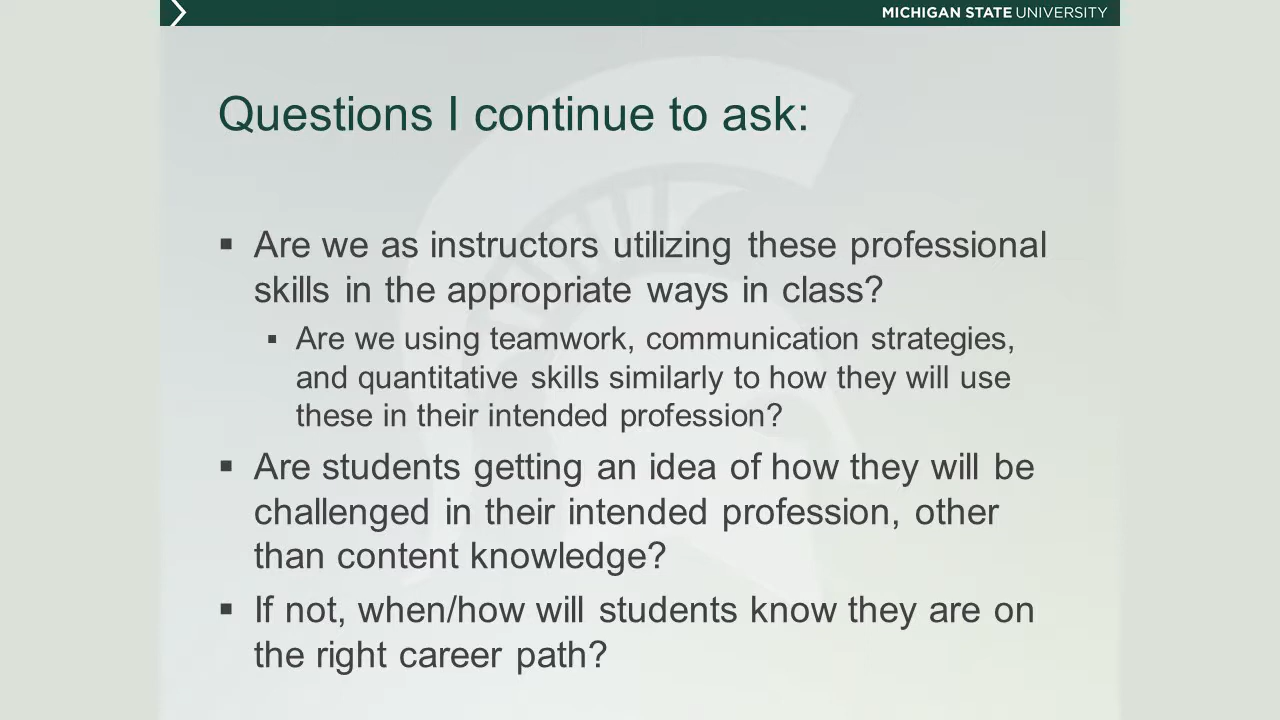 MICHIGAN STATE UNIVERSITY
Questions I continue to ask:
▪ Are we as instructors utilizing these professional
skills in the appropriate ways in class?
▪ Are we using teamwork, communication strategies,
and quantitative skills similarly to how they will use
these in their intended profession?
▪ Are students getting an idea of how they will be
challenged in their intended profession, other
than content knowledge?
▪ If not, when/how will students know they are on
the right career path?